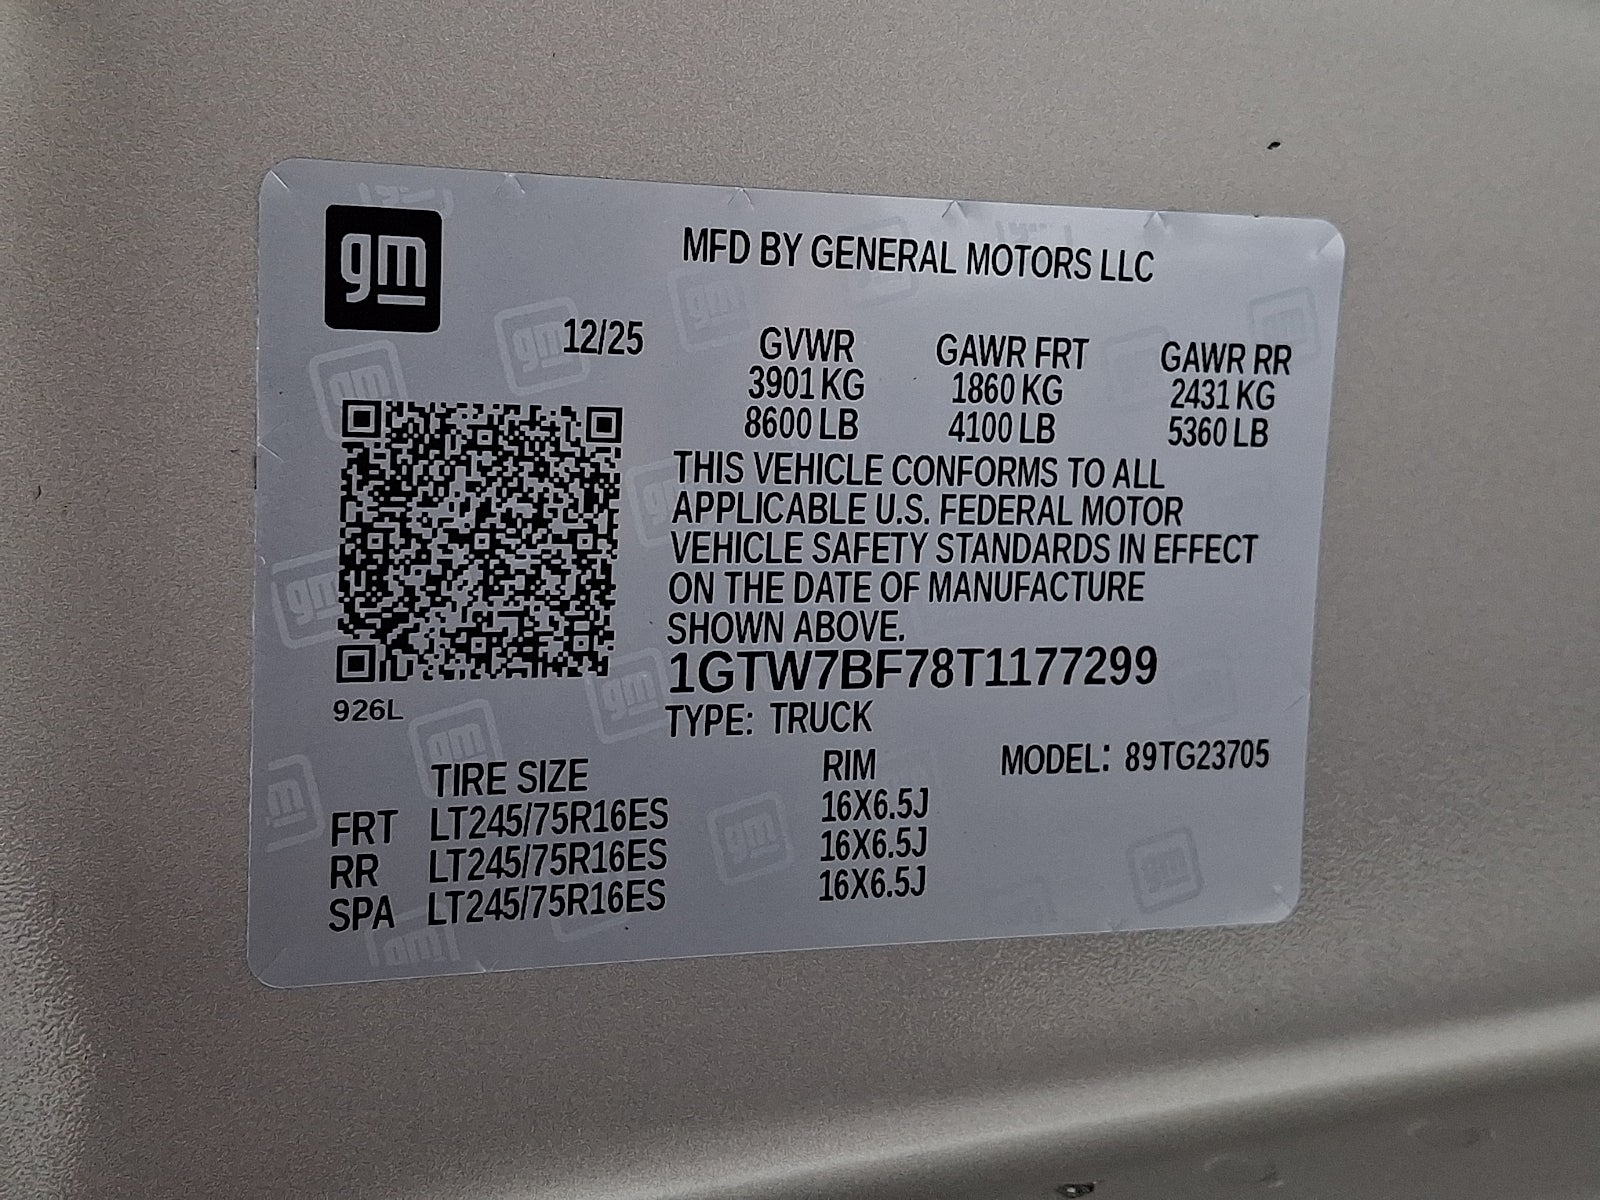 gm
MFD BY GENERAL MOTORS LLC
12/25
GVWR GAWR FRT GAWR RR
3901 KG 1860 KG 2431 KG
8600 LB 4100 LB 5360 LB
THIS VEHICLE CONFORMS TO ALL
APPLICABLE U.S. FEDERAL MOTOR
VEHICLE SAFETY STANDARDS IN EFFECT
ON THE DATE OF MANUFACTURE
SHOWN ABOVE.
1GTW7BF78T1177299
926L
TYPE: TRUCK
MODEL: 89TG23705
TIRE SIZE RIM
FRT LT245/75R16ES 16X6.5J
RR LT245/75R16ES 16X6.5J
SPA LT245/75R16ES 16X6.5J